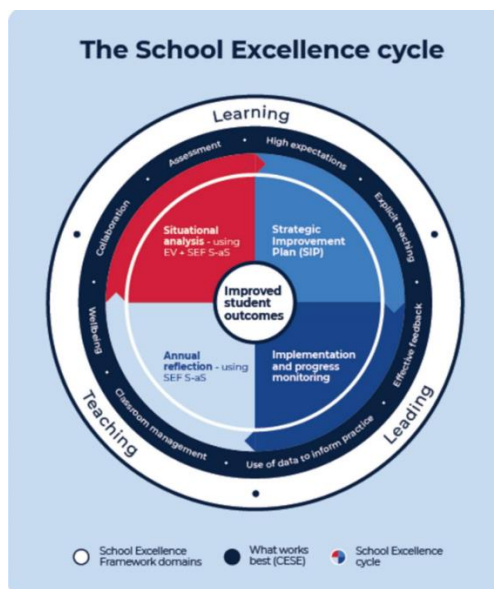 The School Excellence cycle
Learning
Assessment
High expectations
Collaboration
Explicit teaching
Situational
analysis - using
EV + SEF S-aS
Strategic
Improvement
Plan (SIP)
Improved
student
outcomes
Wellbeing
Effective feedback
Annual
reflection - using
SEF S-aS
Implementation
and progress
monitoring
Teaching
Classroom management
Use of data to inform practice
Leading
School Excellence
Framework domains
What works
best (CESE)
School Excellence
cycle